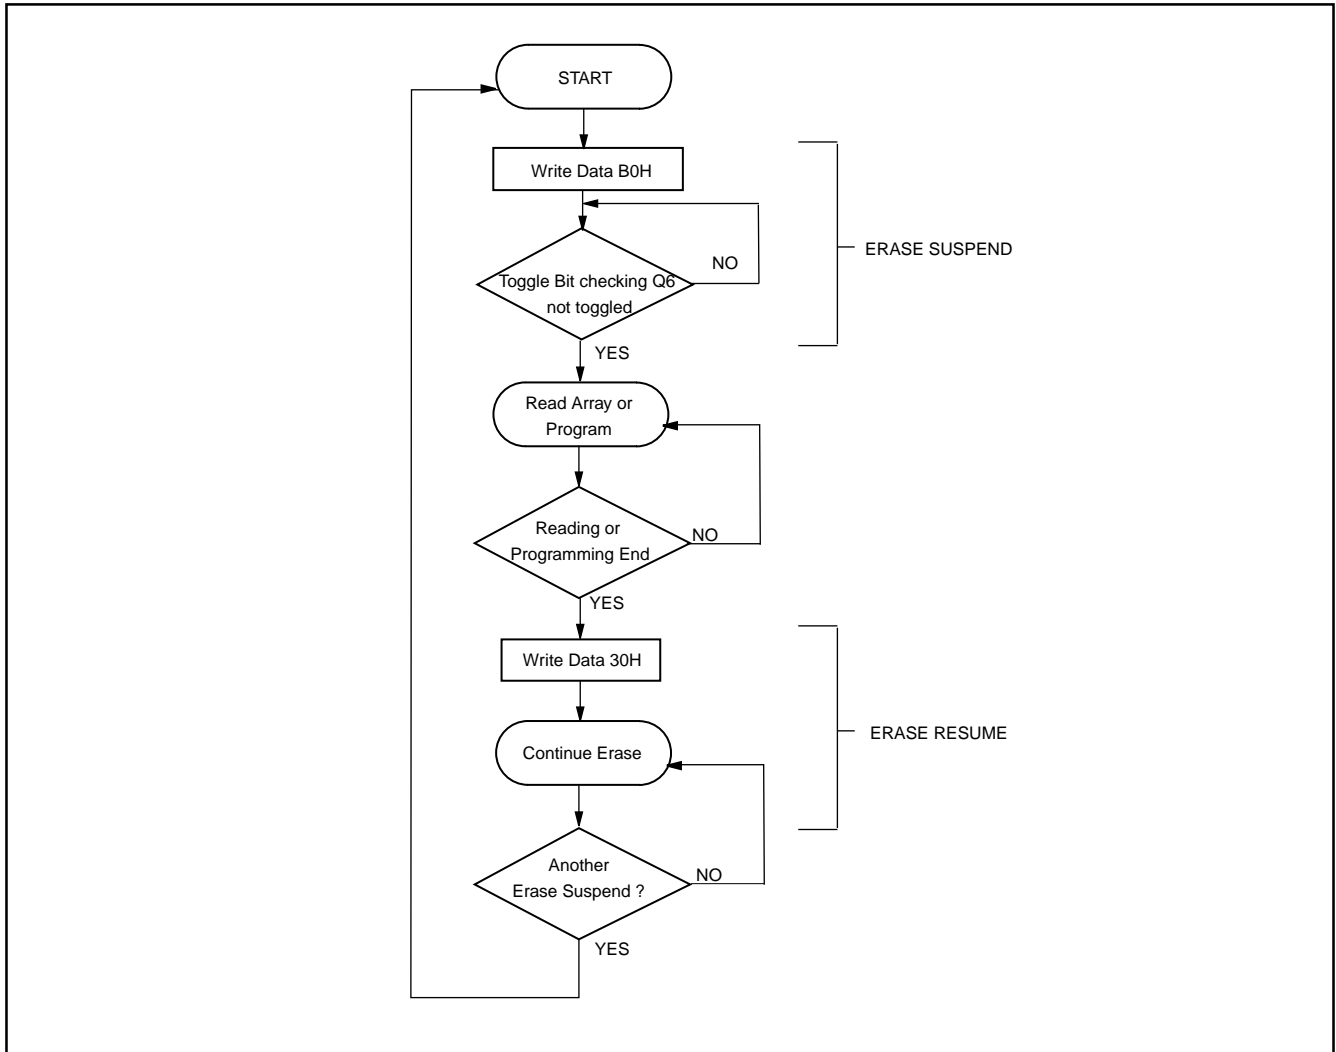 START
Write Data B0H
ERASE SUSPEND
NO
Toggle Bit checking Q6
not toggled
YES
Read Array or
Program
Reading or
NO
Programming End
YES
Write Data 30H
ERASE RESUME
Continue Erase
Another
NO
Erase Suspend ?
YES